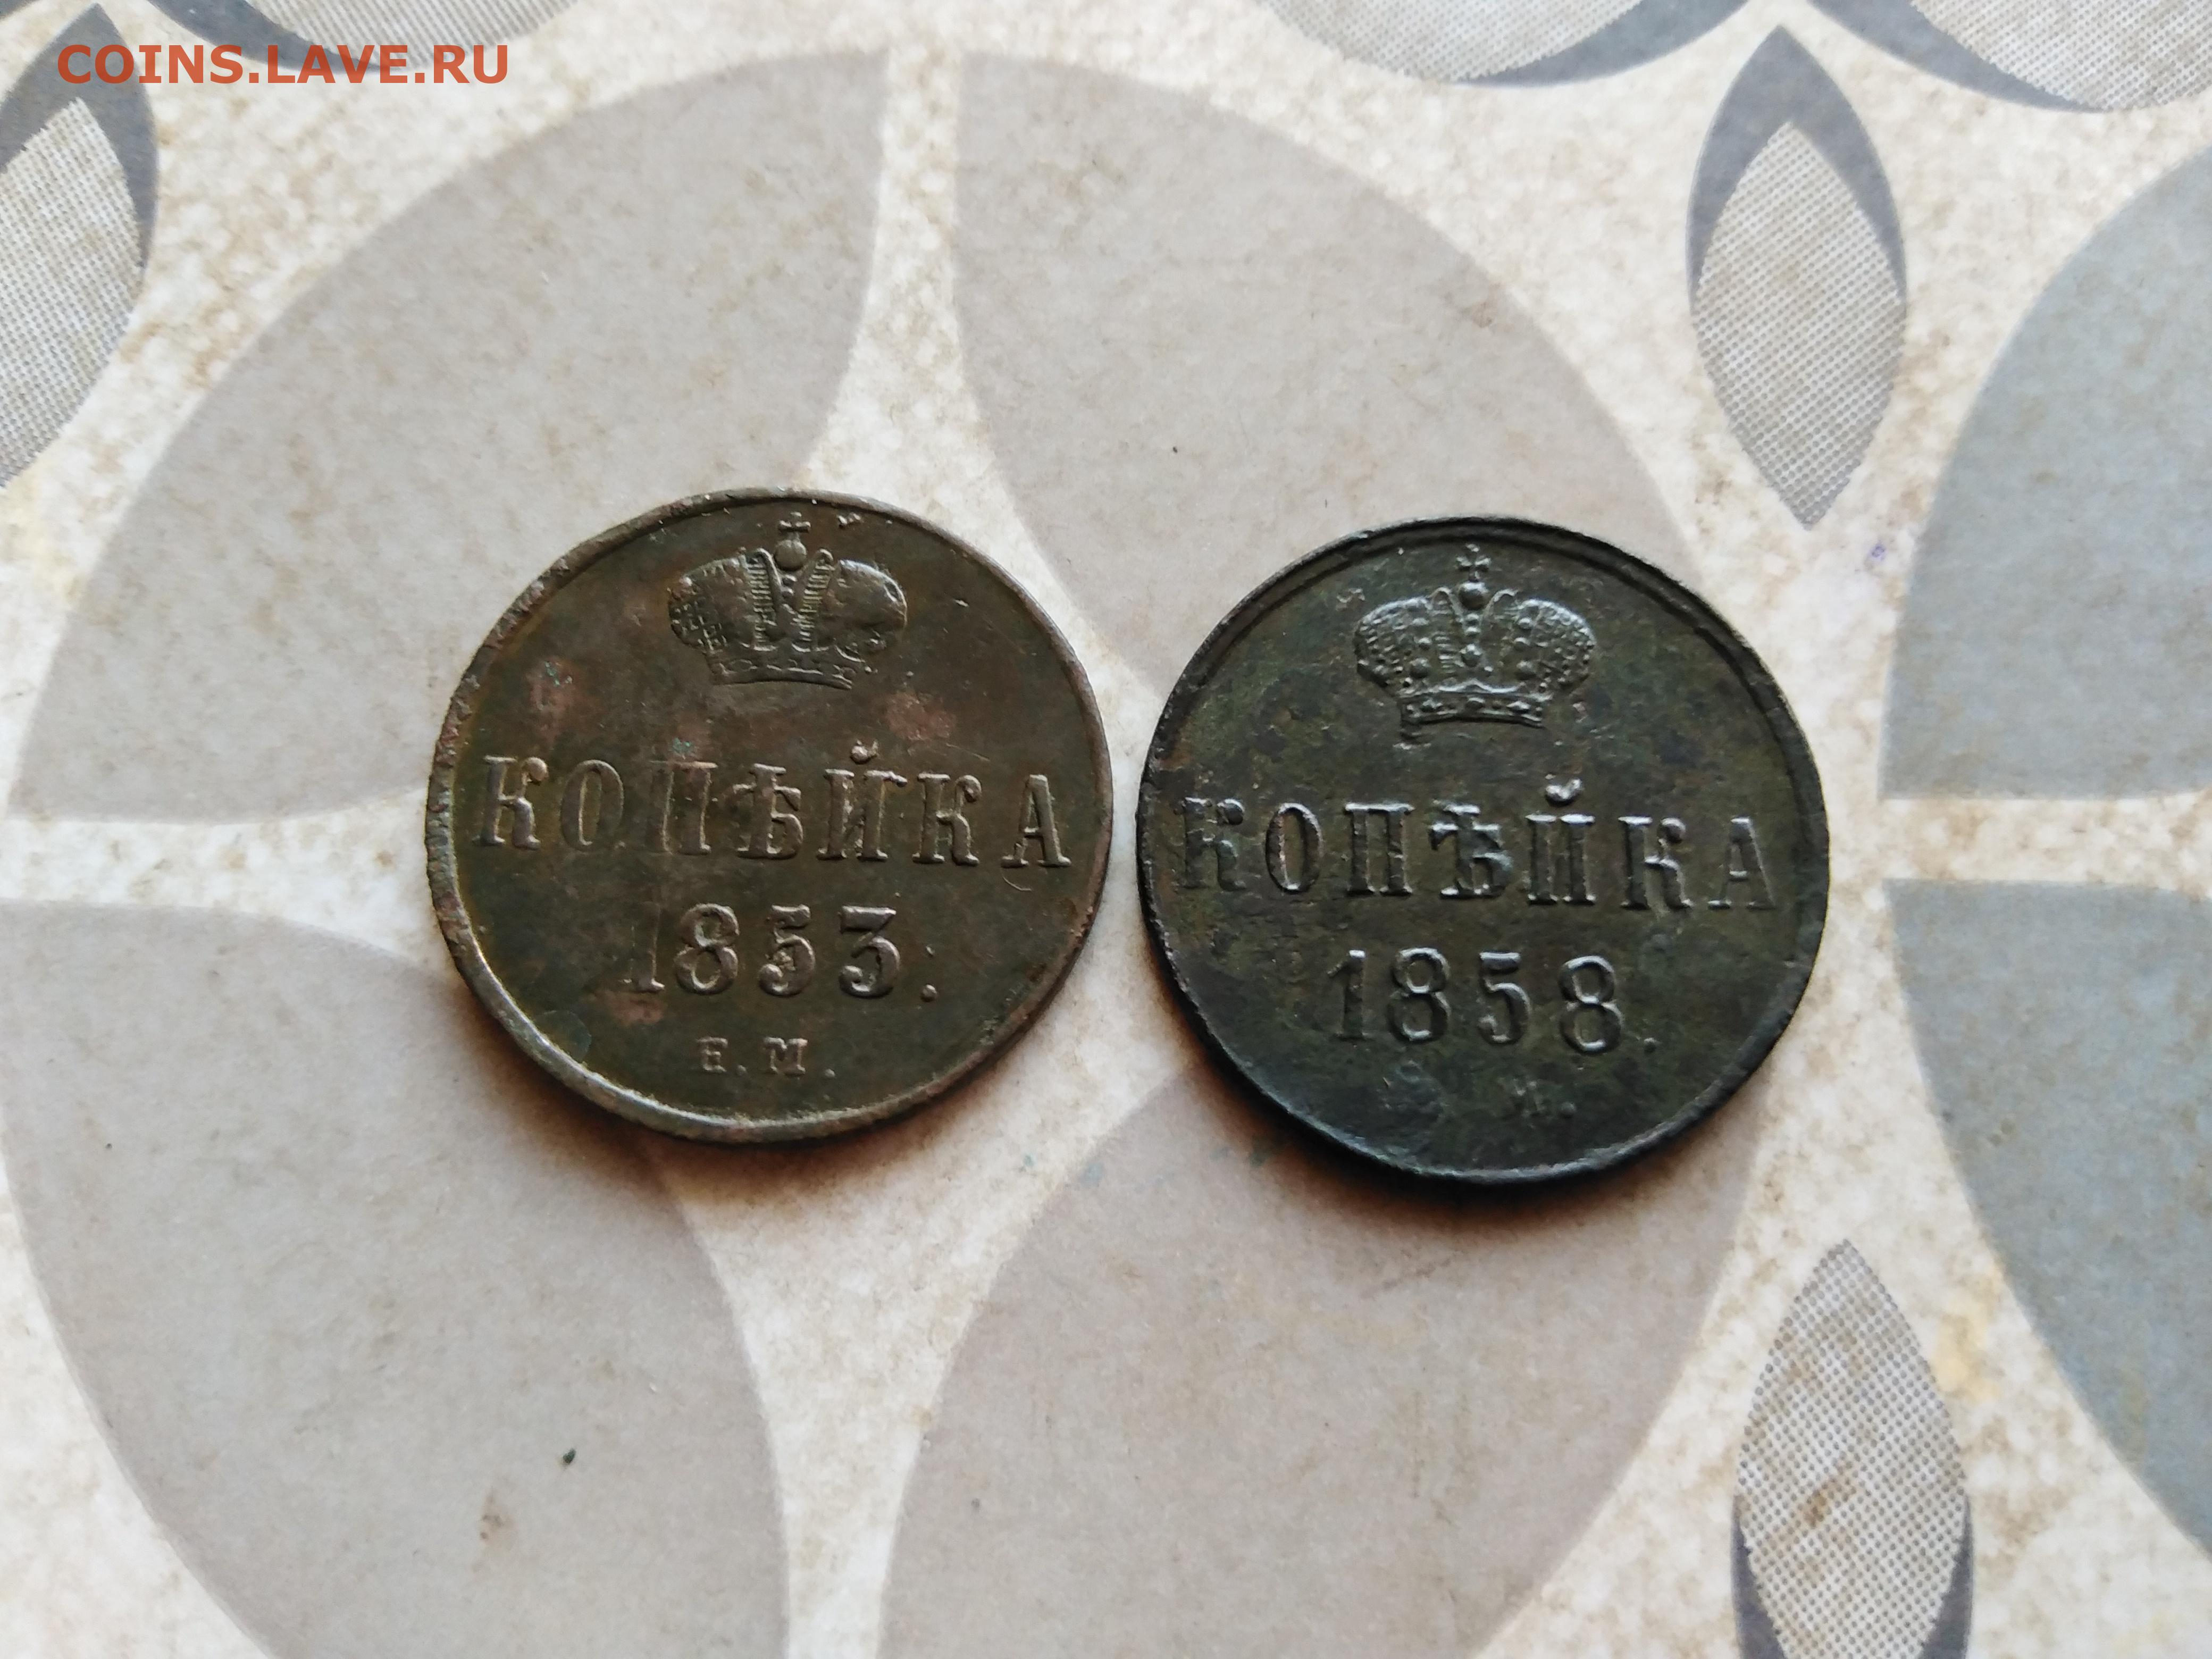 COINS.LAVE.RU
КОПѢЙКА
1853.
Е.М.
КОПѢЙКА
1858.
М.